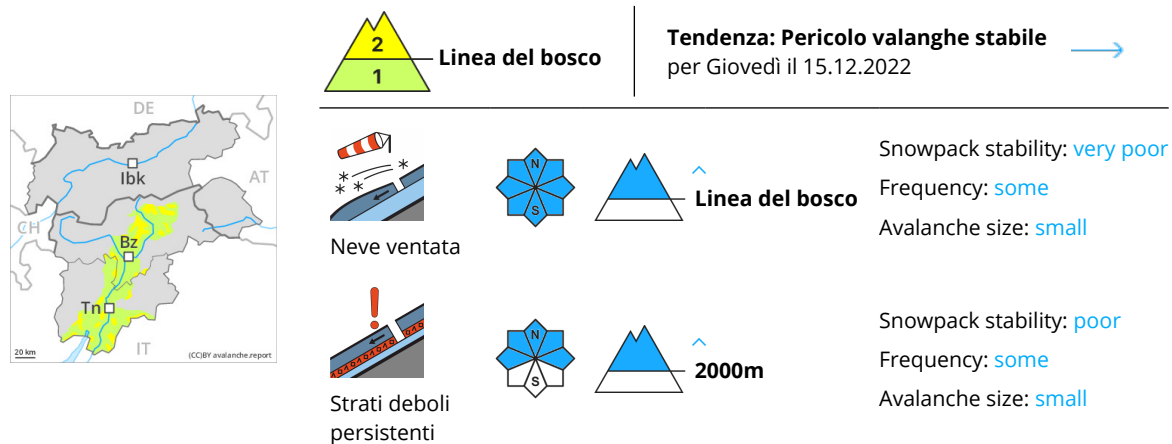 2
1
Linea del bosco
Tendenza: Pericolo valanghe stabile
per Giovedì il 15.12.2022
DE
Ibk
AT
CH
Bz
Tn
IT
20 km
(CC)BY avalanche.report
Neve ventata
N
S
Linea del bosco
Snowpack stability: very poor
Frequency: some
Avalanche size: small
Strati deboli
persistenti
N
S
2000m
Snowpack stability: poor
Frequency: some
Avalanche size: small